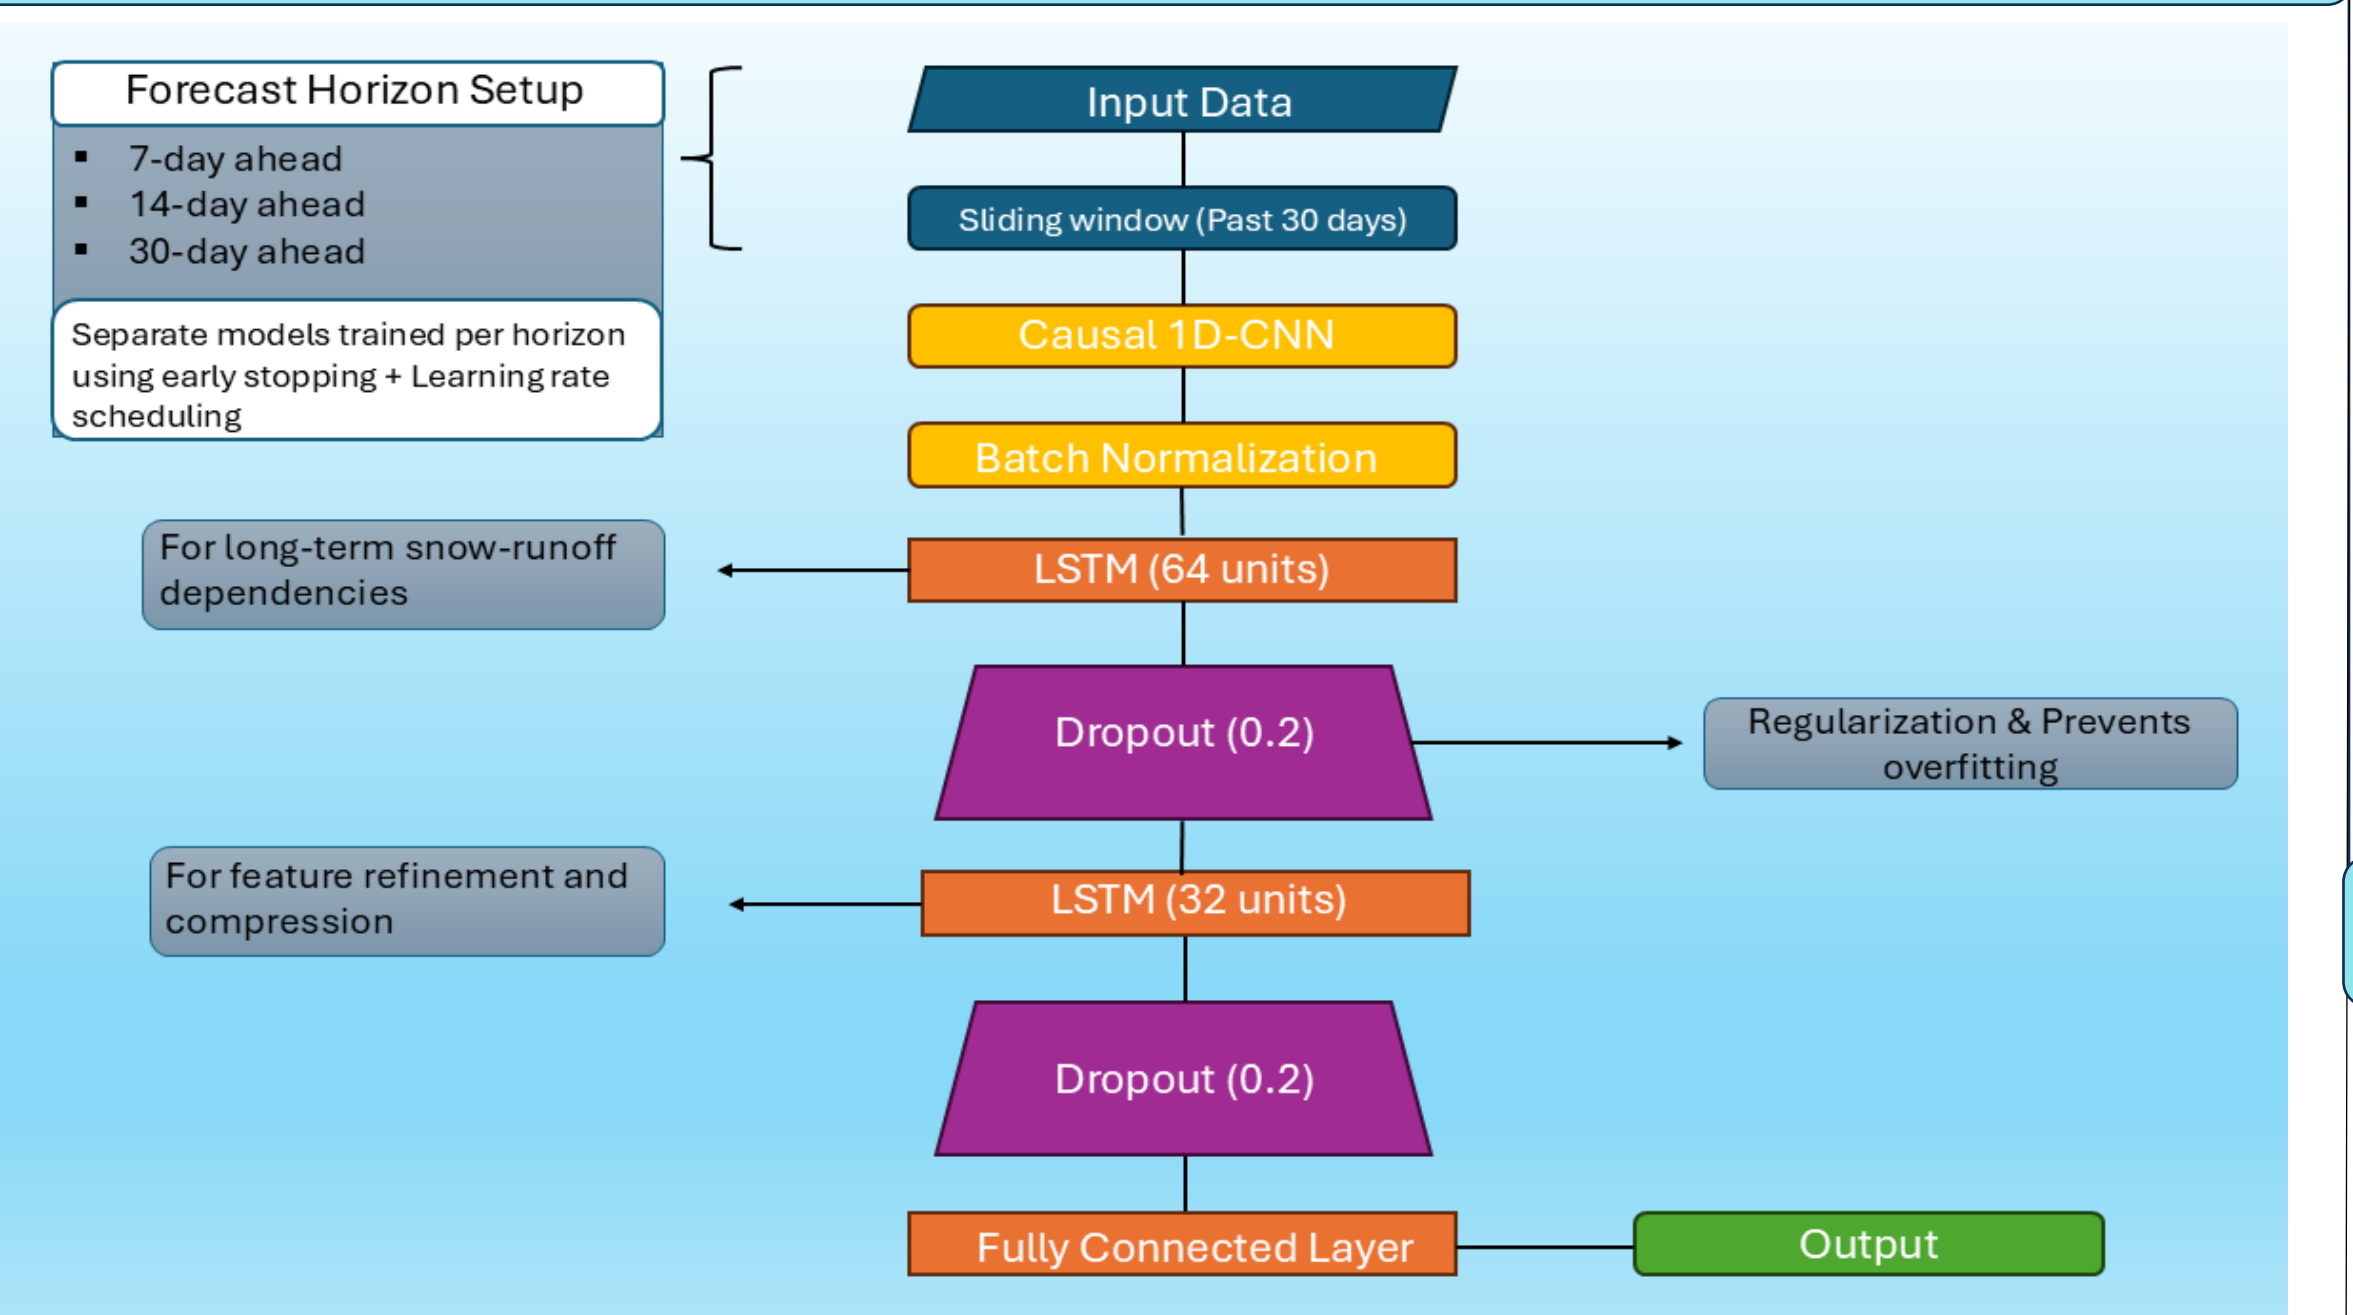 Forecast Horizon Setup
▪ 7-day ahead
▪ 14-day ahead
▪ 30-day ahead
Separate models trained per horizon
using early stopping + Learning rate
scheduling
Input Data
Sliding window (Past 30 days)
Causal 1D-CNN
Batch Normalization
LSTM (64 units)
For long-term snow-runoff
dependencies
Dropout (0.2)
Regularization & Prevents
overfitting
LSTM (32 units)
For feature refinement and
compression
Dropout (0.2)
Fully Connected Layer
Output